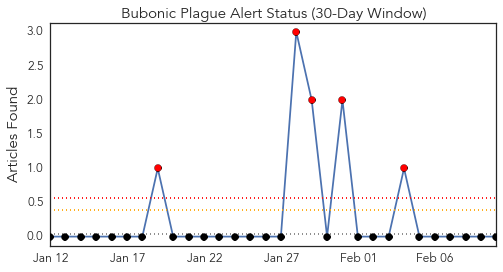 Bubonic Plague Alert Status (30-Day Window)
Articles Found
3.0
2.5
2.0
1.5
1.0
0.5
0.0
Jan 12 Jan 17 Jan 22 Jan 27 Feb 01 Feb 06